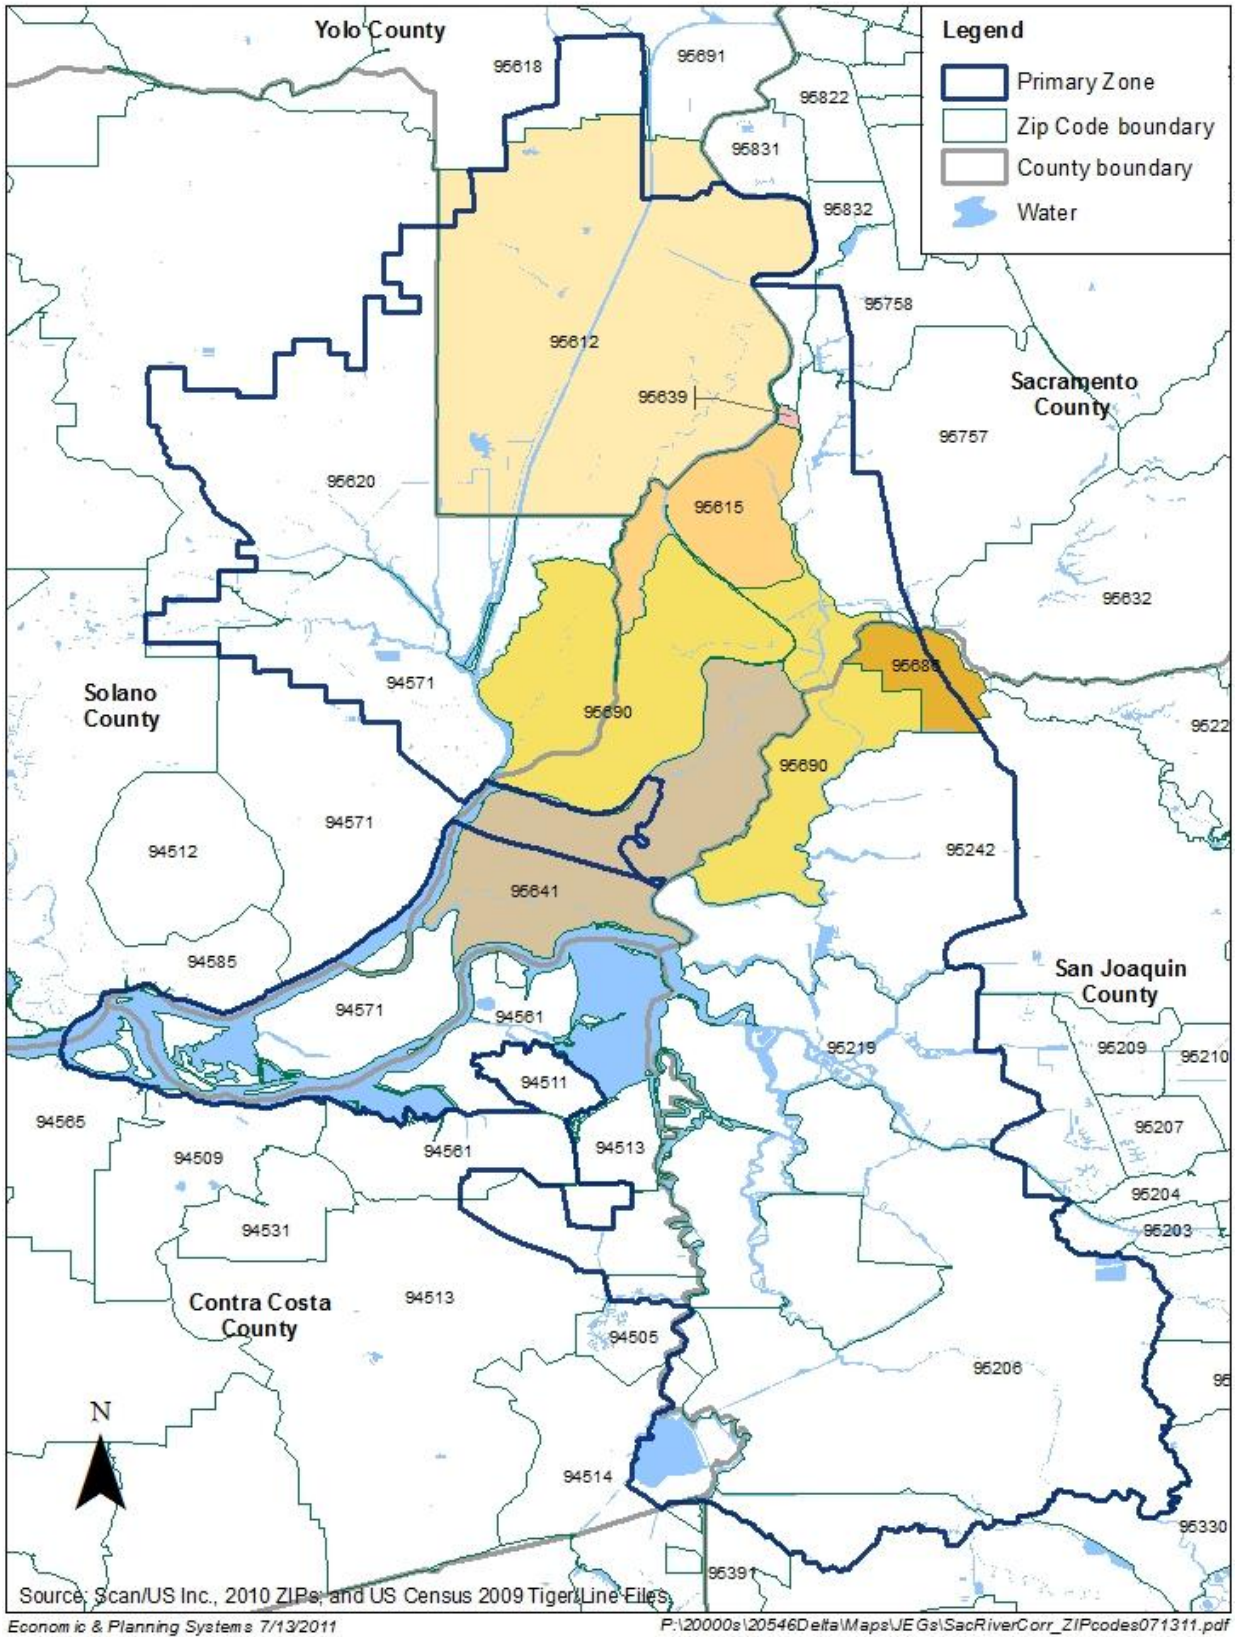 Yolo County
95618
95691
95822
95831
95832
Legend
Primary Zone
Zip Code boundary
County boundary
Water
95758
95612
95639
Sacramento
County
95757
95620
95615
95632
95686
94571
Solano
County
95690
9522
95690
94571
94512
95242
95641
94585
San Joaquin
County
94571
94561
95219
95209
95210
94511
94565
94561
94513
95207
94509
95204
94531
95203
94513
Contra Costa
County
94505
95206
95
N
94514
95330
95391
Source: Scan/US Inc., 2010 ZIPs, and US Census 2009 Tiger/Line Files.
Economic & Planning Systems 7/13/2011
P:\20000s\20546Delta\Maps\JEGs\SacRiverCorr_ZIPcodes071311.pdf